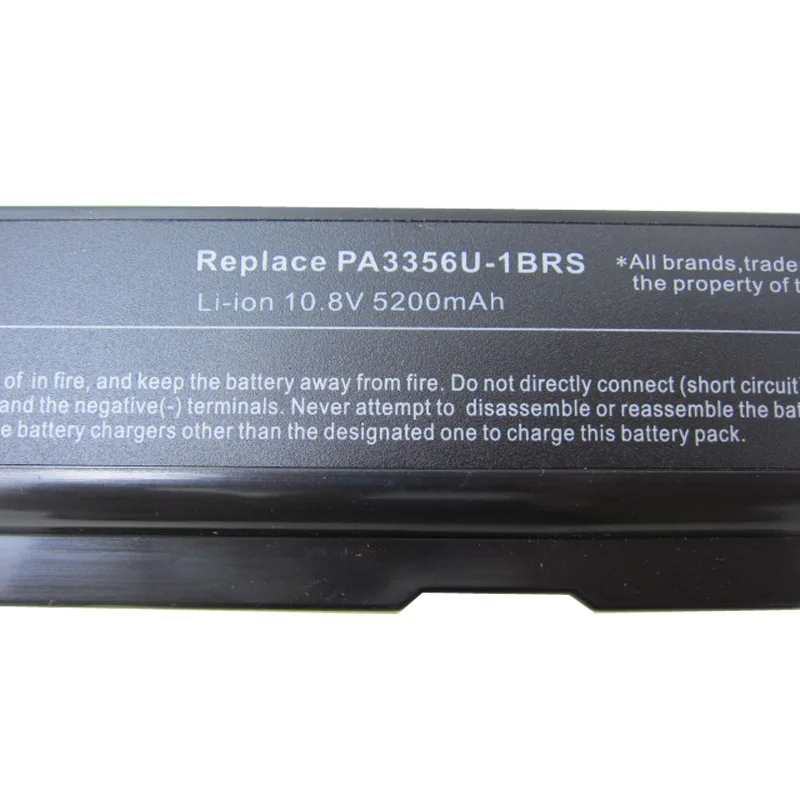 Replace PA3356U-1BRS
Li-ion 10.8V 5200mAh
*All brands,trade
the property of t
of in fire, and keep the battery away from fire. Do not directly connect (short circuit)
and the negative(-) terminals. Never attempt to disassemble or reassemble the bat
e battery chargers other than the designated one to charge this battery pack.